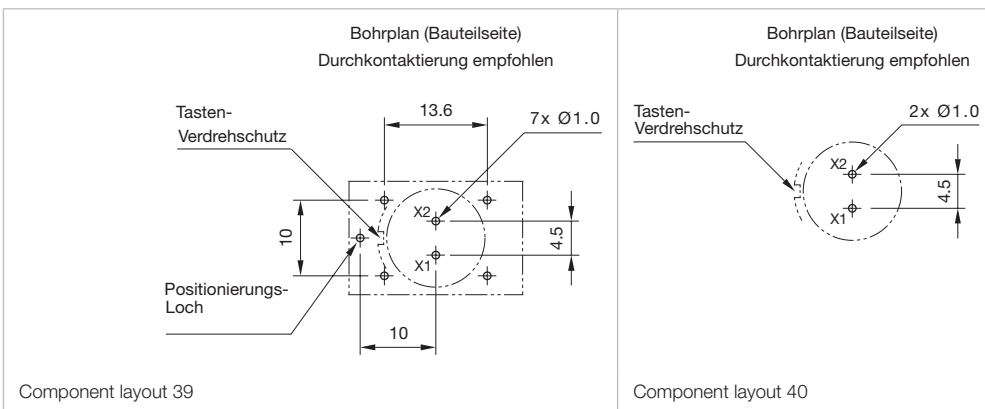 Bohrplan (Bauteilseite)
Durchkontaktierung empfohlen
Tasten-
Verdrehschutz
13.6
7x Ø1.0
X2
X1
10
4.5
Positionierungs-
Loch
10
Component layout 39
Bohrplan (Bauteilseite)
Durchkontaktierung empfohlen
Tasten-
Verdrehschutz
2x Ø1.0
X2
X1
4.5
Component layout 40